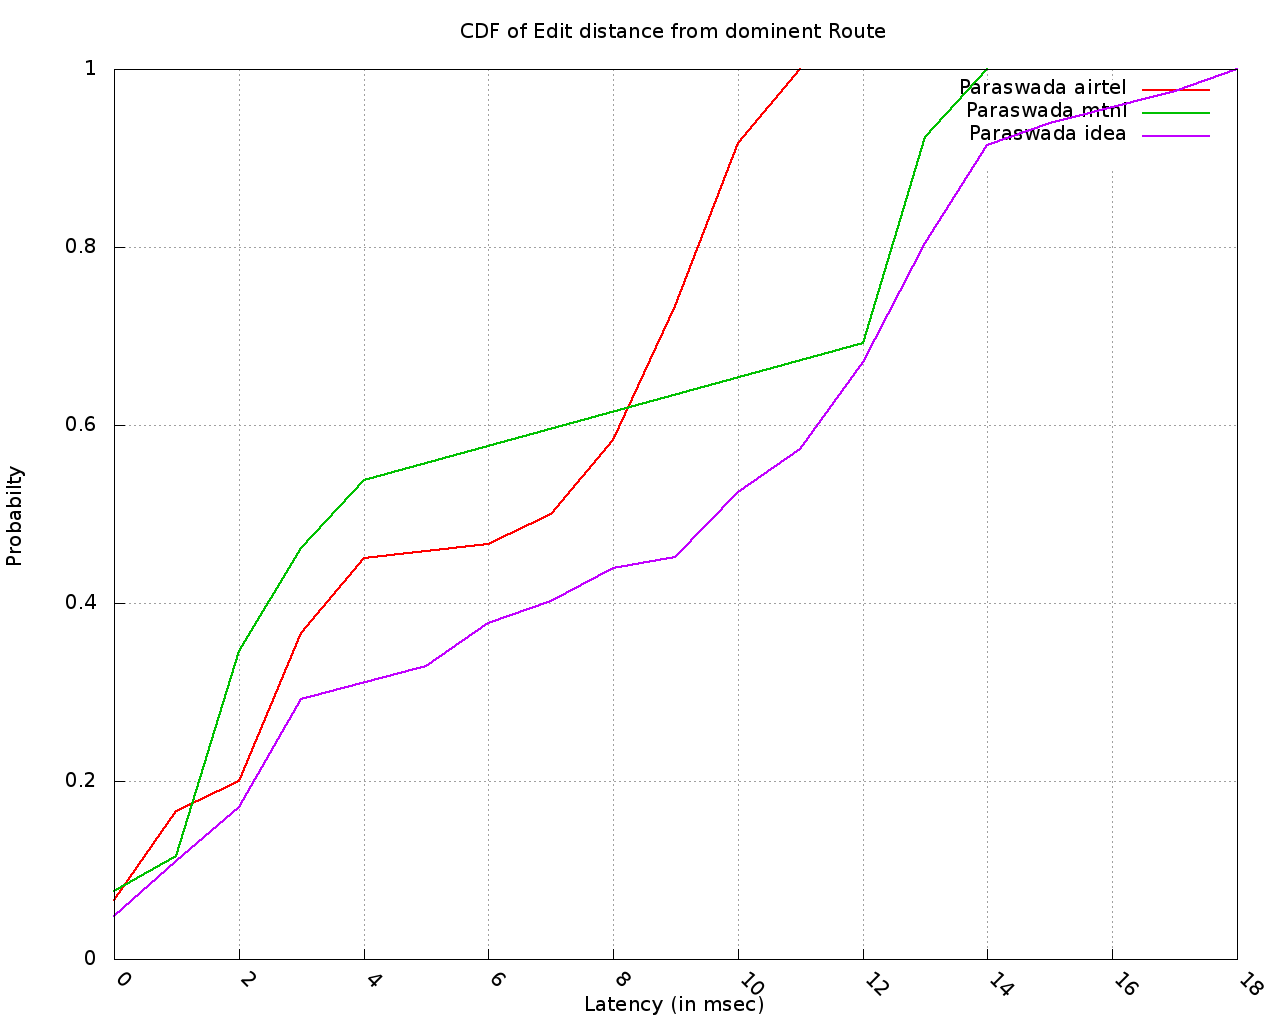 CDF of Edit distance from dominent Route
1
0.8
0.6
0.4
0.2
0
Probabilty
Paraswada airtel
Paraswada mtnl
Paraswada idea
0 2 4 6 8 10 12 14 16 18
Latency (in msec)